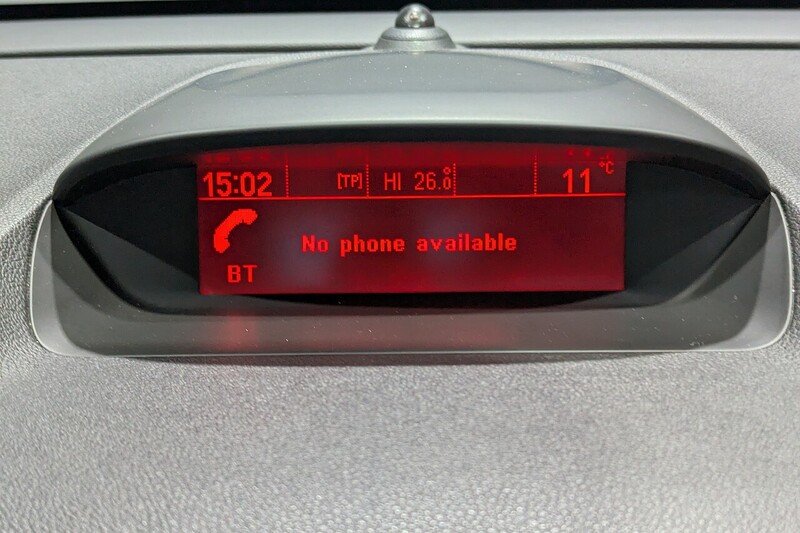 15:02 [TP] HI 26.0° 11 °C
No phone available
BT